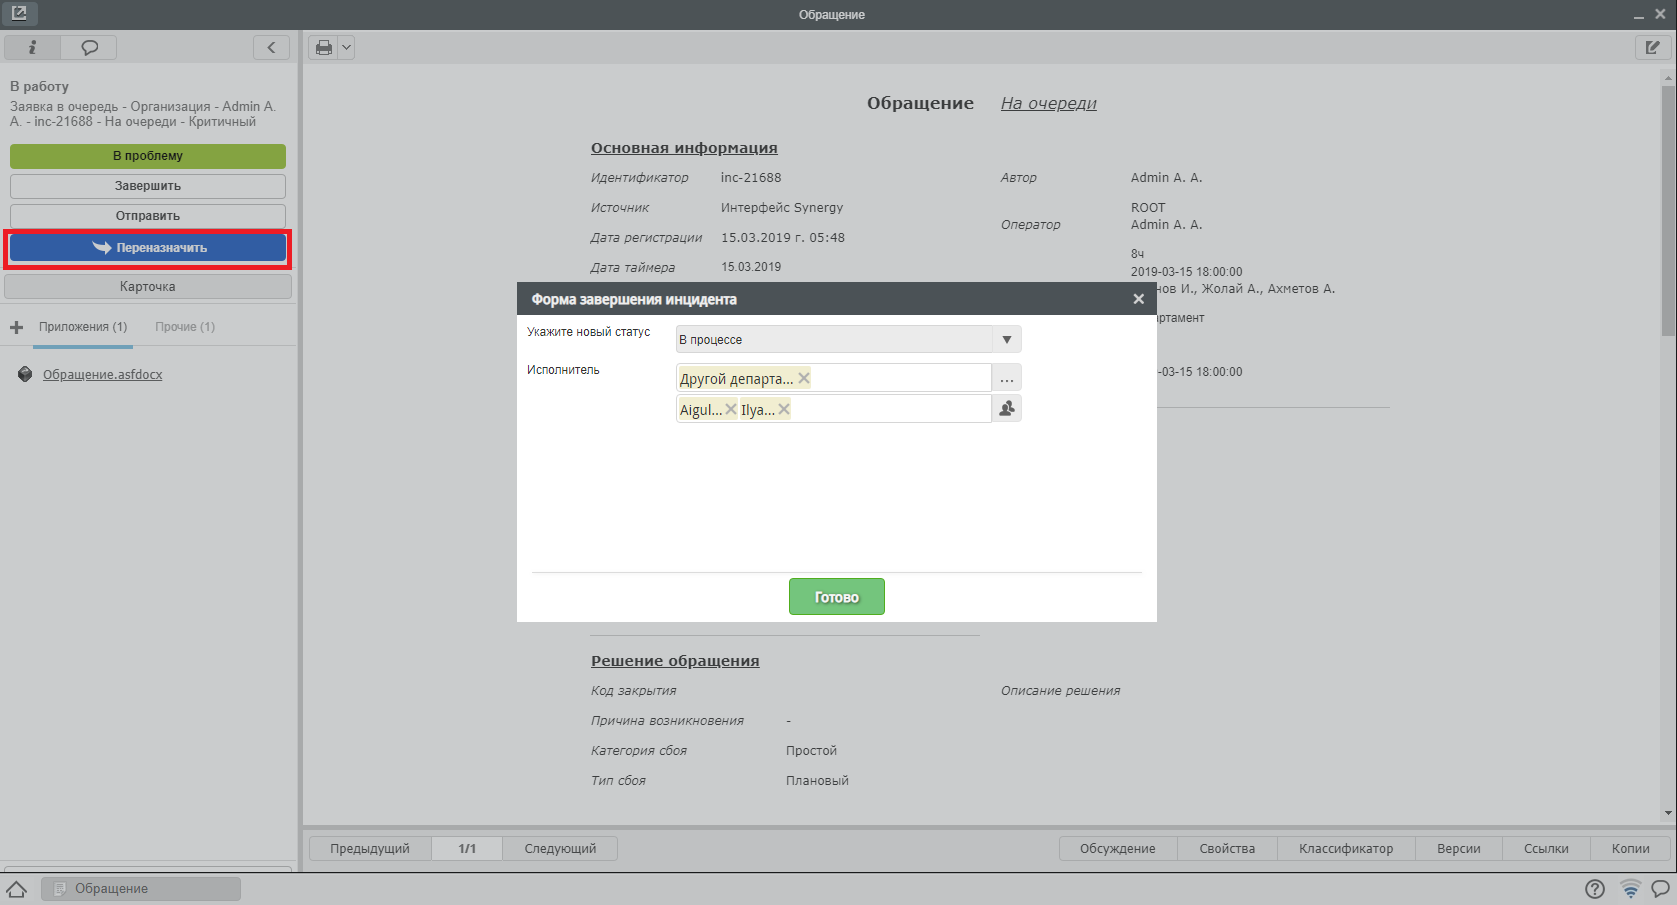 Обращение
В работу
Заявка в очередь - Организация - Admin A.
A. - inc-21688 - На очереди - Критичный
В проблему
Завершить
Отправить
Переназначить
Карточка
Приложения (1) Прочие (1)
Обращение.asfdocx
Обращение На очереди
Основная информация
Идентификатор inc-21688 Автор Admin A. A.
Источник Интерфейс Synergy ROOT
Оператор Admin A. A.
Дата регистрации 15.03.2019 г. 05:48
8ч
Дата таймера 15.03.2019 2019-03-15 18:00:00
И., Жолай А., Ахметов А.
-03-15 18:00:00
Форма завершения инцидента
Укажите новый статус В процессе
Исполнитель Другой департа... ...
Aigul... Ilya...
Готово
Решение обращения
Код закрытия Описание решения
Причина возникновения -
Категория сбоя Простой
Тип сбоя Плановый
Предыдущий 1/1 Следующий Обсуждение Свойства Классификатор Версии Ссылки Копии
Обращение